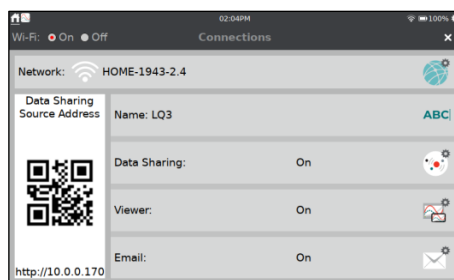 02:04PM
100%
Wi-Fi: On Off Connections ×
Network: HOME-1943-2.4
Data Sharing
Source Address
Name: LQ3
ABC
Data Sharing: On
Viewer: On
Email: On
http://10.0.0.170